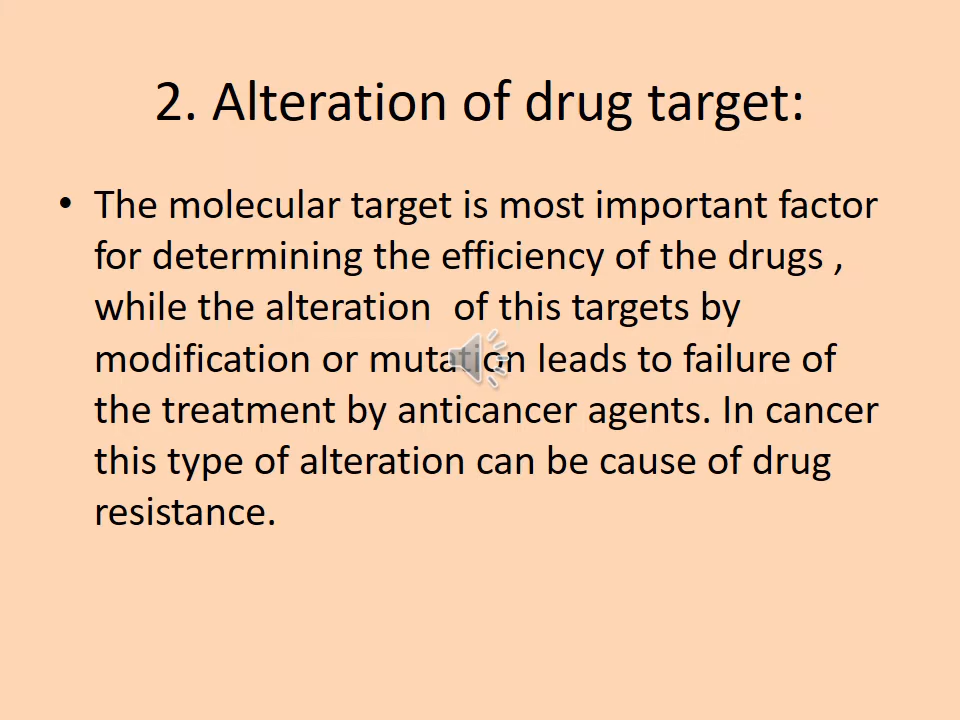 2. Alteration of drug target:
• The molecular target is most important factor
for determining the efficiency of the drugs ,
while the alteration  of this targets by
modification or mutation leads to failure of
the treatment by anticancer agents. In cancer
this type of alteration can be cause of drug
resistance.